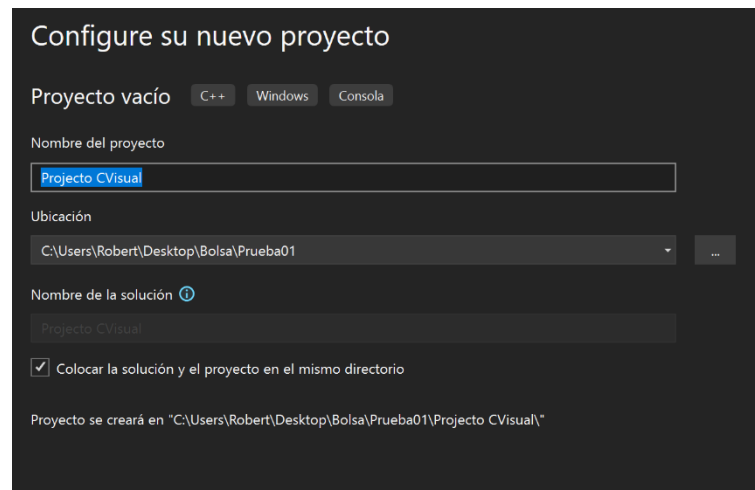 Configure su nuevo proyecto
Proyecto vacío C++ Windows Consola
Nombre del proyecto
Projecto CVisual
Ubicación
C:\Users\Robert\Desktop\Bolsa\Prueba01
...
Nombre de la solución
Projecto CVisual
Colocar la solución y el proyecto en el mismo directorio
Proyecto se creará en "C:\Users\Robert\Desktop\Bolsa\Prueba01\Projecto CVisual\"